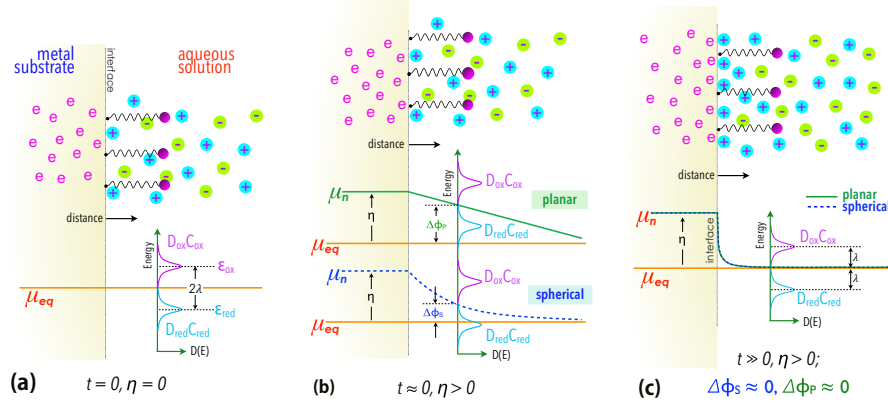 metal
substrate
interface
aqueous
solution
distance
Energy
DoxCox
εox
2λ
μeq
εred
DredCred
D(E)
(a)
t = 0, η = 0
distance
Energy
DoxCox
μn
planar
η
ΔϕP
DredCred
μeq
DoxCox
μn
spherical
η
ΔϕS
μeq
DredCred
D(E)
(b)
t ≈ 0, η > 0
distance
planar
spherical
μn
Energy
interface
DoxCox
η
λ
μeq
λ
DredCred
D(E)
t ≫ 0, η > 0;
(c)
ΔϕS ≈ 0, ΔϕP ≈ 0